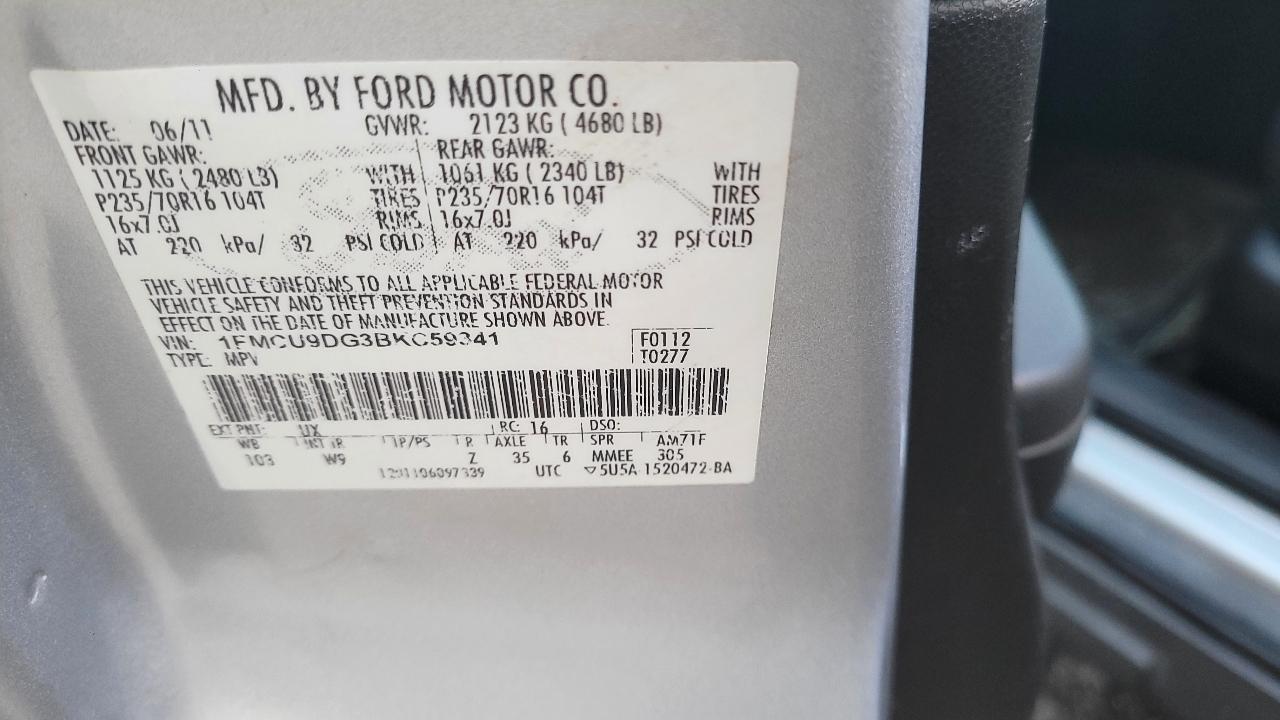 MFD. BY FORD MOTOR CO.
DATE: 06/11 GVWR: 2123 KG ( 4680 LB)
FRONT GAWR: REAR GAWR:
1125 KG ( 2480 LB) WITH 1061 KG ( 2340 LB) WITH
P235/70R16 104T TIRES P235/70R16 104T TIRES
16x7.0J RIMS 16x7.0J RIMS
AT 220 kPa/ 32 PSI COLD AT 220 kPa/ 32 PSI COLD
THIS VEHICLE CONFORMS TO ALL APPLICABLE FEDERAL MOTOR
VEHICLE SAFETY AND THEFT PREVENTION STANDARDS IN
EFFECT ON THE DATE OF MANUFACTURE SHOWN ABOVE.
VIN: 1FMCU9DG3BKC59341 F0112
TYPE: MPV T0277
EXT PNT: UX RC: 16 DSO:
WB INT TR TP/PS R AXLE TR SPR AM71F
103 W9 Z 35 6 MMEE 305
UTC ▽5U5A-1520472-BA